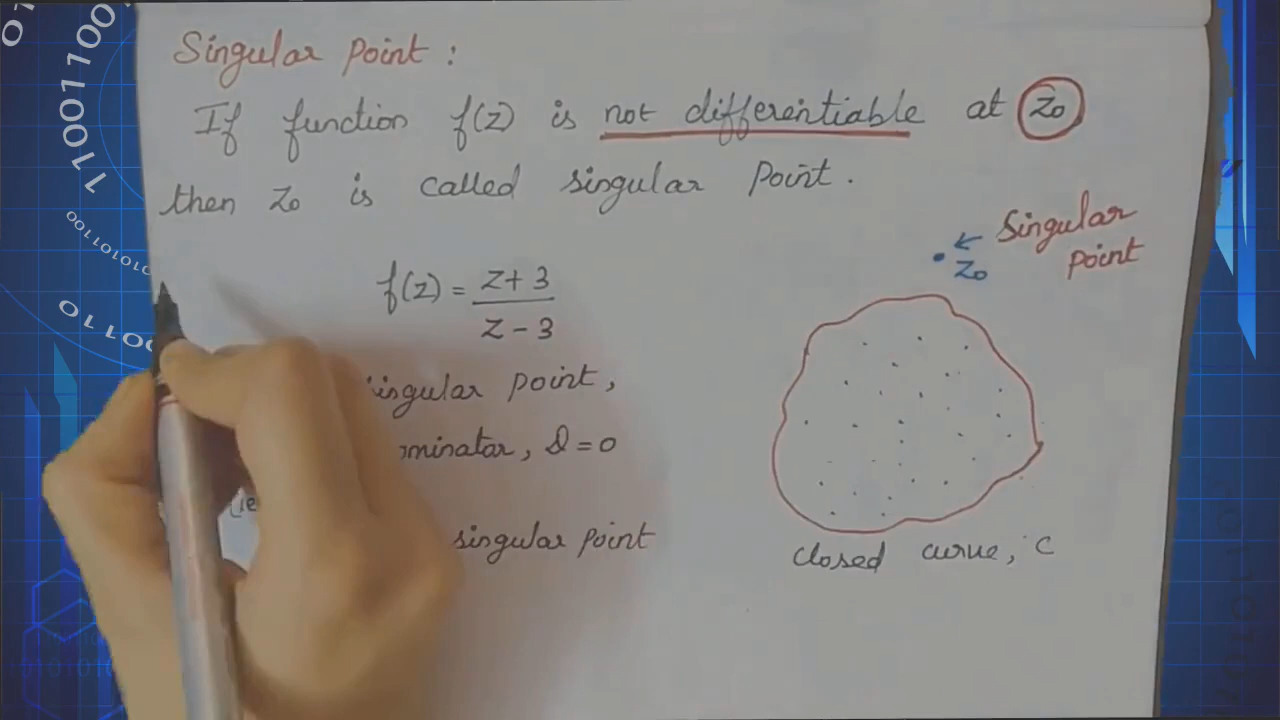 Singular point :
If function f(z) is not differentiable at z₀
then z₀ is called singular point.
f(z) = z+3 / z-3
singular point,
minator, D=0
(ie
singular point
z₀
← Singular
point
closed curve, C